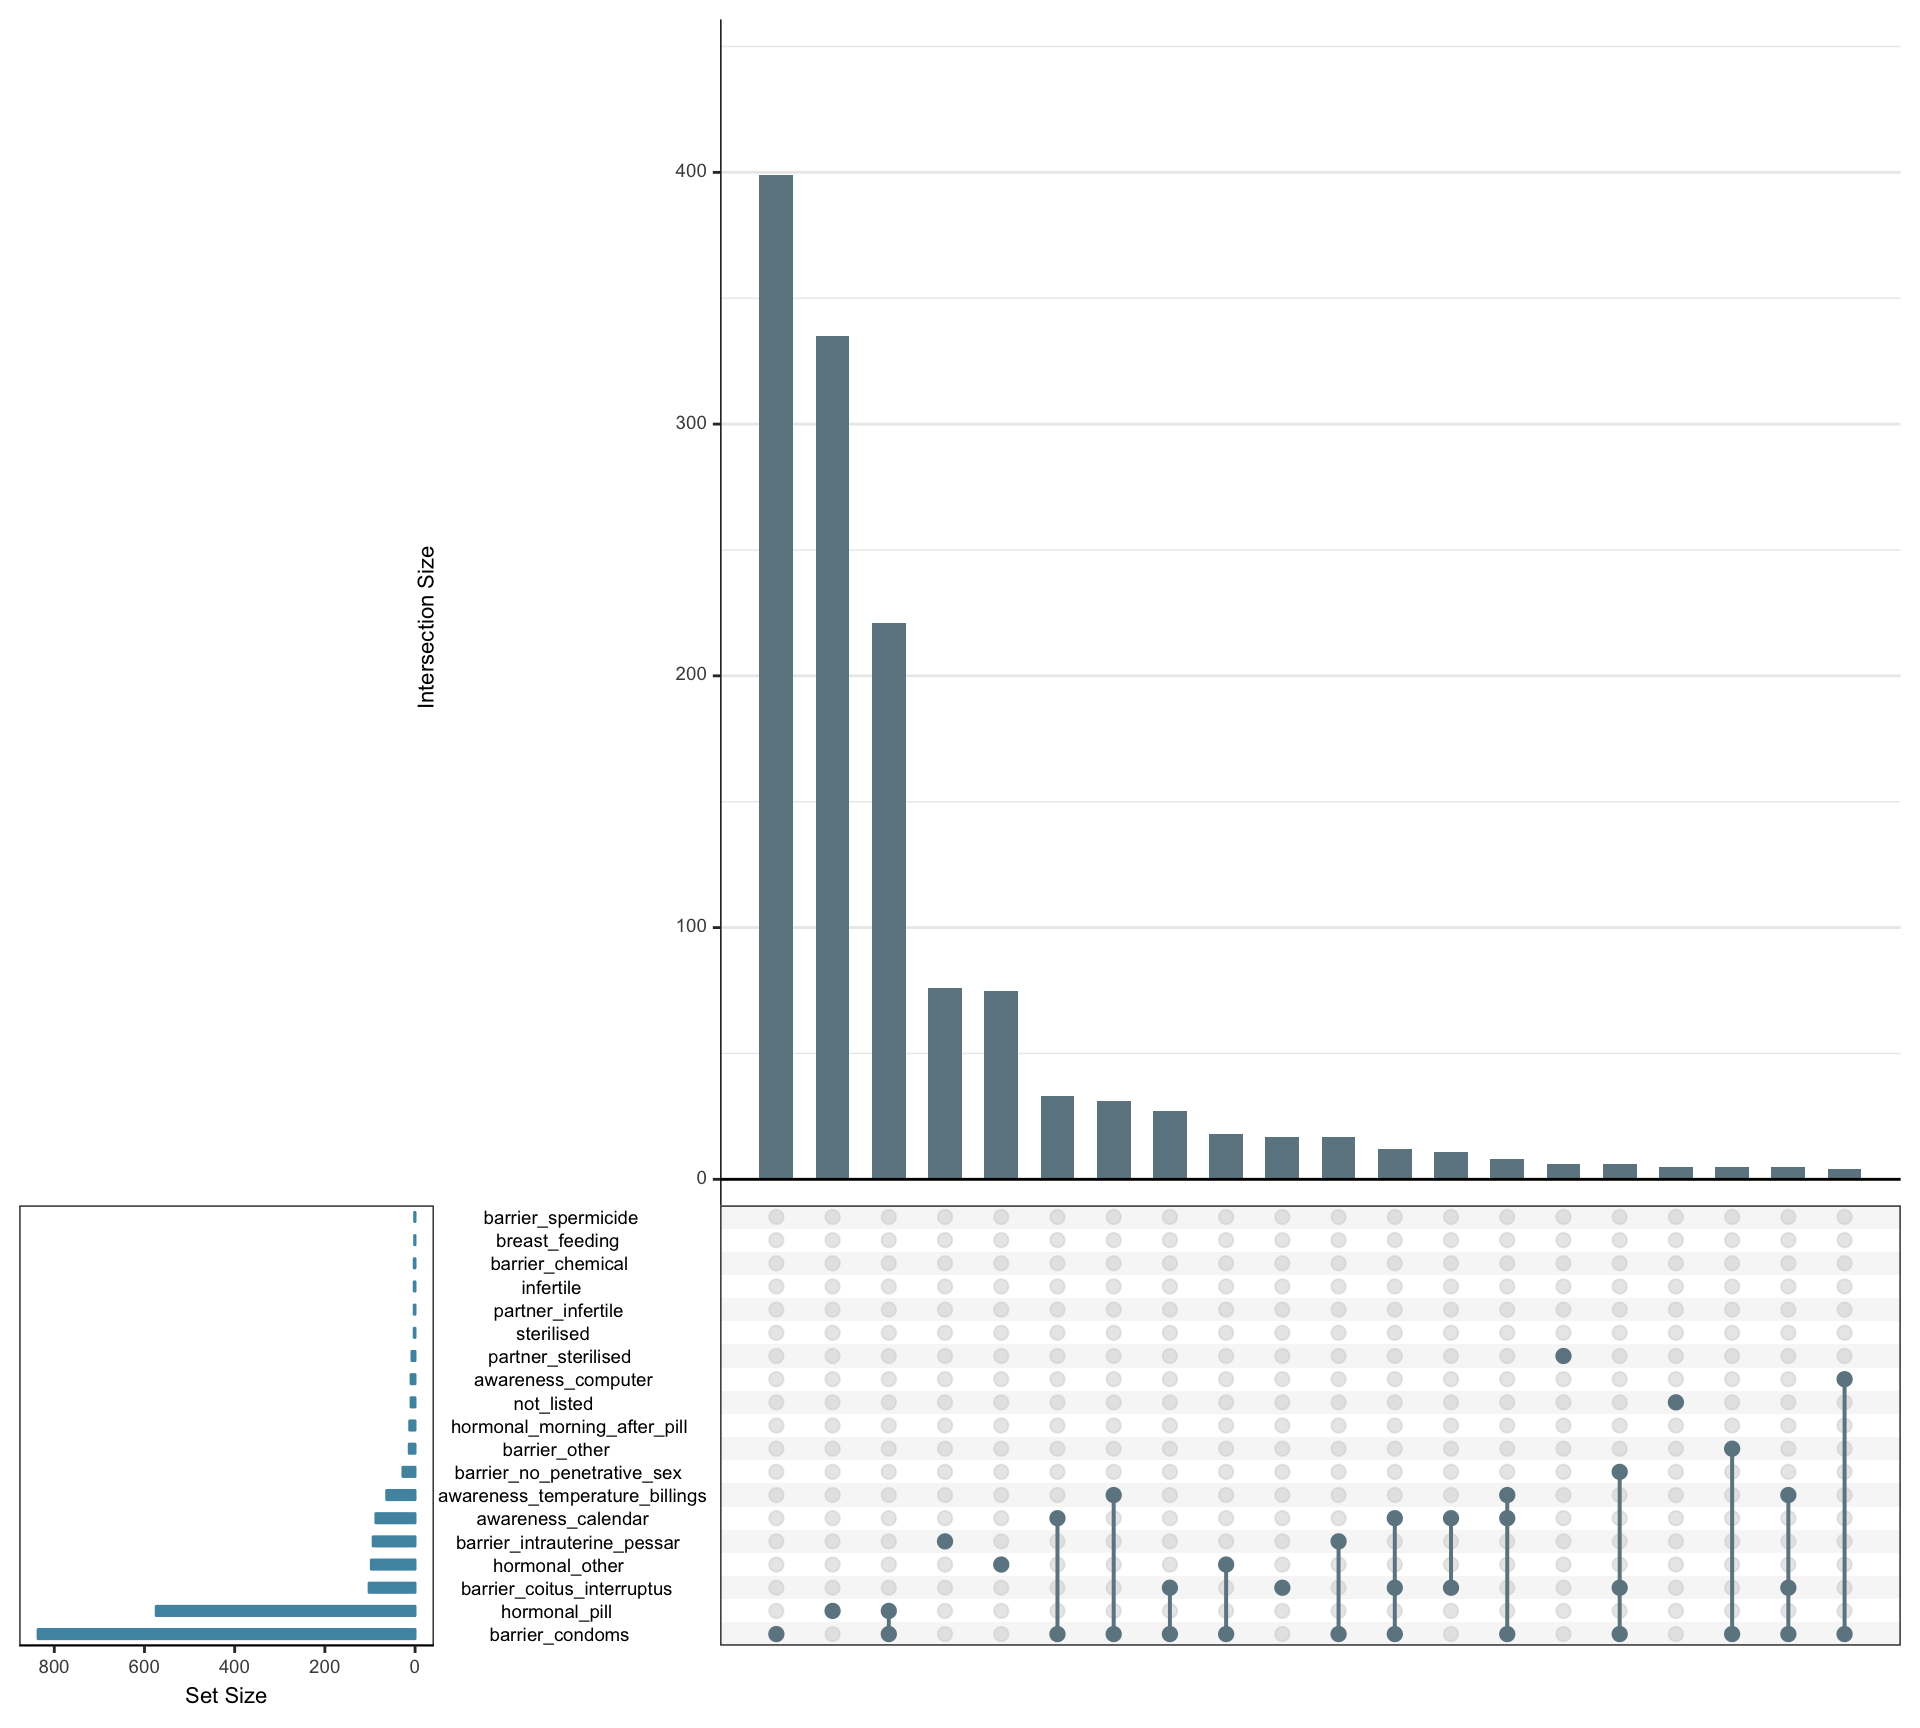 400
300
200
100
0
Intersection Size
barrier_spermicide
breast_feeding
barrier_chemical
infertile
partner_infertile
sterilised
partner_sterilised
awareness_computer
not_listed
hormonal_morning_after_pill
barrier_other
barrier_no_penetrative_sex
awareness_temperature_billings
awareness_calendar
barrier_intrauterine_pessar
hormonal_other
barrier_coitus_interruptus
hormonal_pill
barrier_condoms
800 600 400 200 0
Set Size